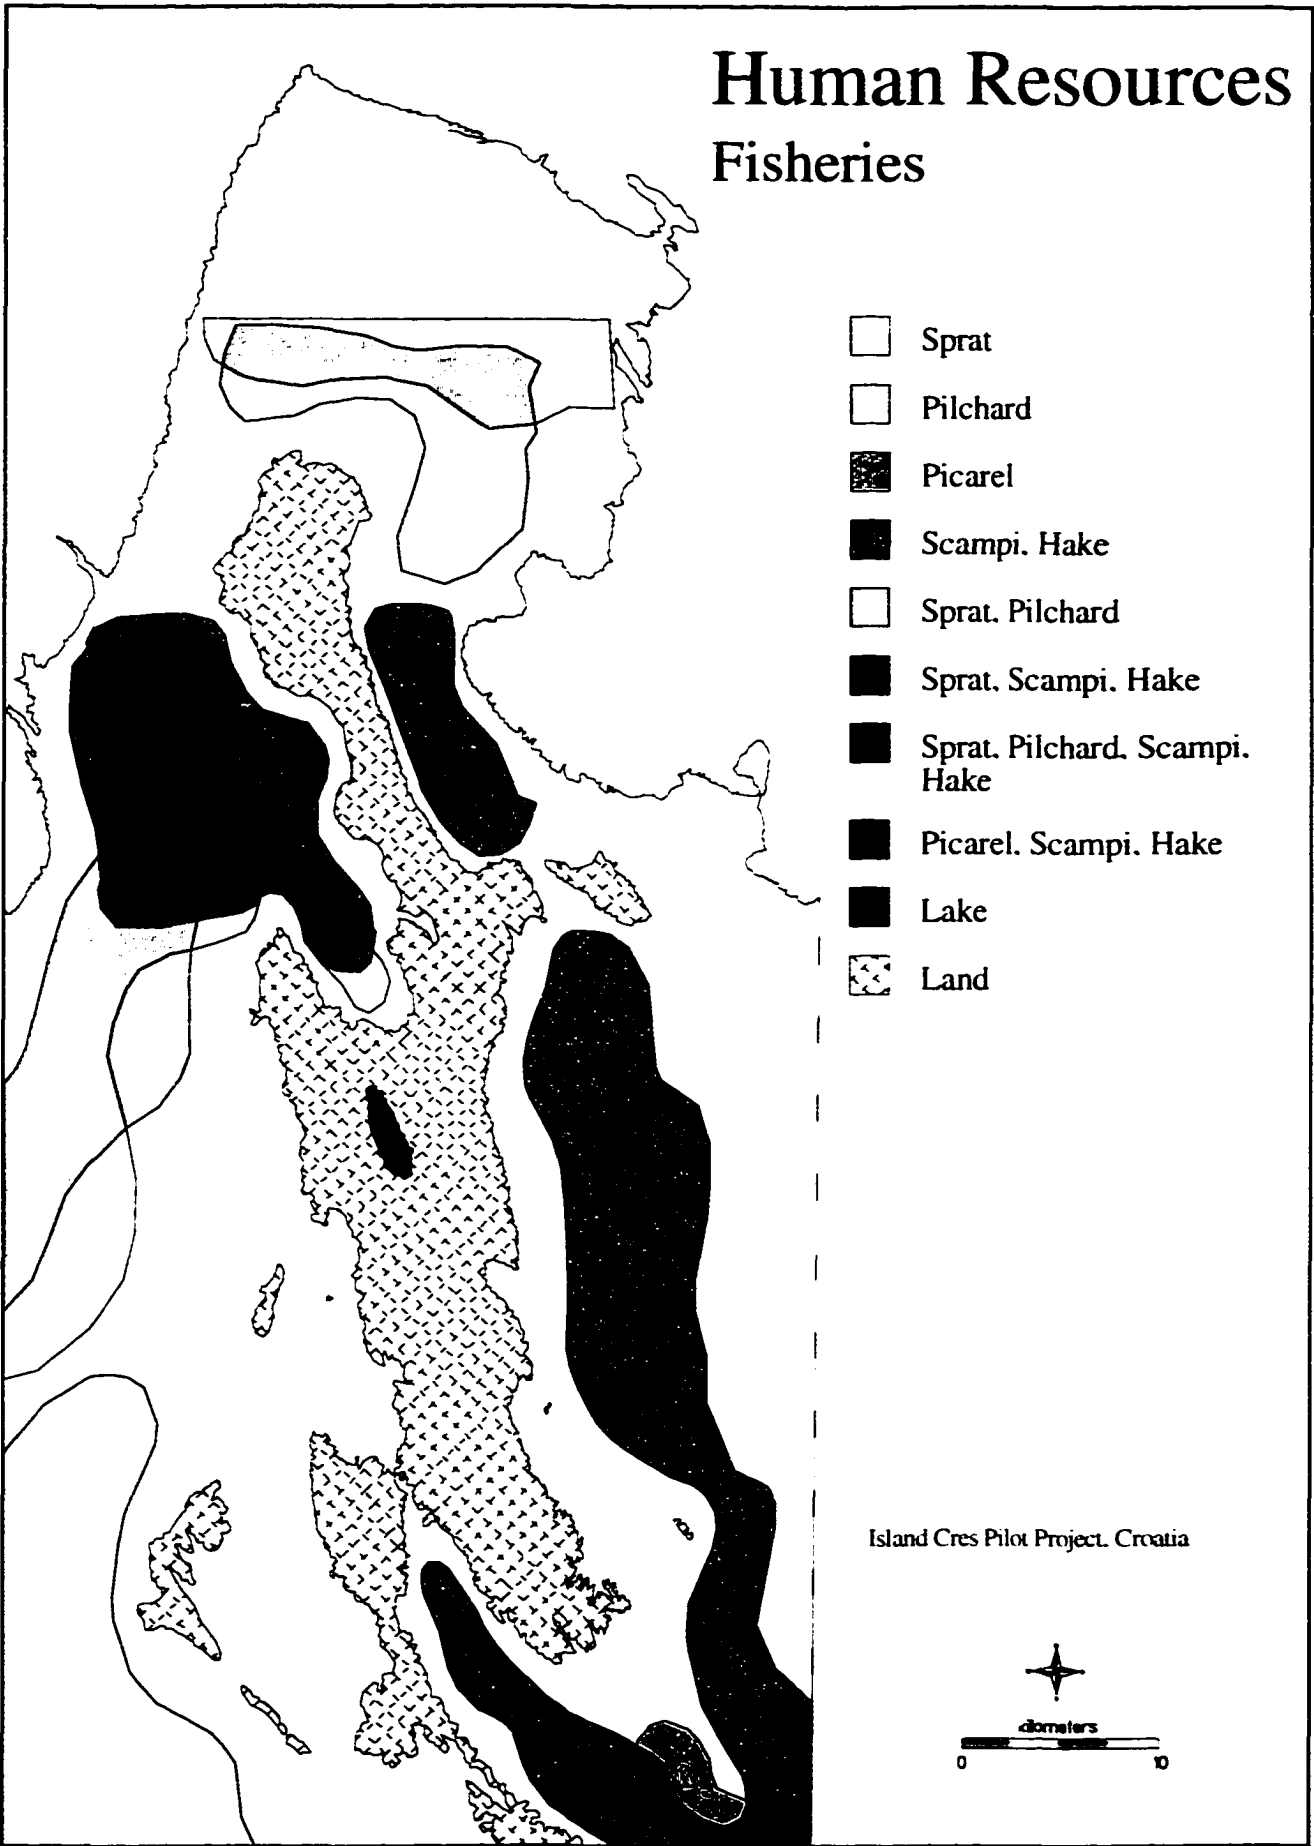 Human Resources
Fisheries
Sprat
Pilchard
Picarel
Scampi. Hake
Sprat. Pilchard
Sprat. Scampi. Hake
Sprat. Pilchard. Scampi.
Hake
Picarel. Scampi. Hake
Lake
Land
Island Cres Pilot Project. Croatia
kilometers
0 10